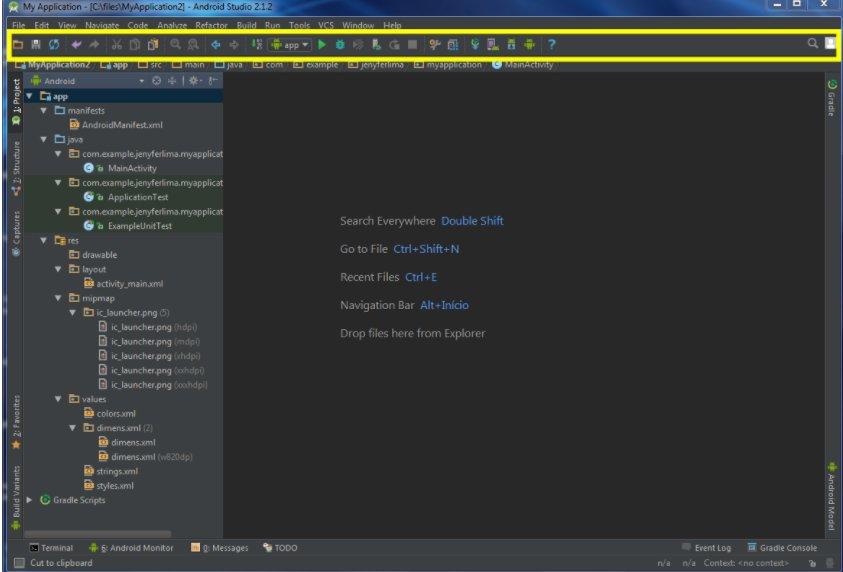 My Application - [C:\files\MyApplication2] - Android Studio 2.1.2
File Edit View Navigate Code Analyze Refactor Build Run Tools VCS Window Help
app
MyApplication2 app src main java com example jenyferlima myapplication MainActivity
1: Project
2: Structure
Captures
2: Favorites
Build Variants
Android
app
manifests
AndroidManifest.xml
java
com.example.jenyferlima.myapplicat
MainActivity
com.example.jenyferlima.myapplicat
ApplicationTest
com.example.jenyferlima.myapplicat
ExampleUnitTest
res
drawable
layout
activity_main.xml
mipmap
ic_launcher.png (5)
ic_launcher.png (hdpi)
ic_launcher.png (mdpi)
ic_launcher.png (xhdpi)
ic_launcher.png (xxhdpi)
ic_launcher.png (xxxhdpi)
values
colors.xml
dimens.xml (2)
dimens.xml
dimens.xml (w820dp)
strings.xml
styles.xml
Gradle Scripts
Search Everywhere Double Shift
Go to File Ctrl+Shift+N
Recent Files Ctrl+E
Navigation Bar Alt+Início
Drop files here from Explorer
Gradle
Android Model
Terminal 6: Android Monitor 0: Messages TODO Event Log Gradle Console
Cut to clipboard n/a n/a Context: <no context>